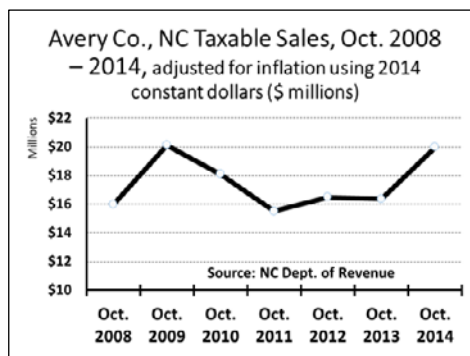 Avery Co., NC Taxable Sales, Oct. 2008
– 2014, adjusted for inflation using 2014
constant dollars ($ millions)
Millions
$22
$20
$18
$16
$14
$12
$10
Source: NC Dept. of Revenue
Oct. Oct. Oct. Oct. Oct. Oct. Oct.
2008 2009 2010 2011 2012 2013 2014